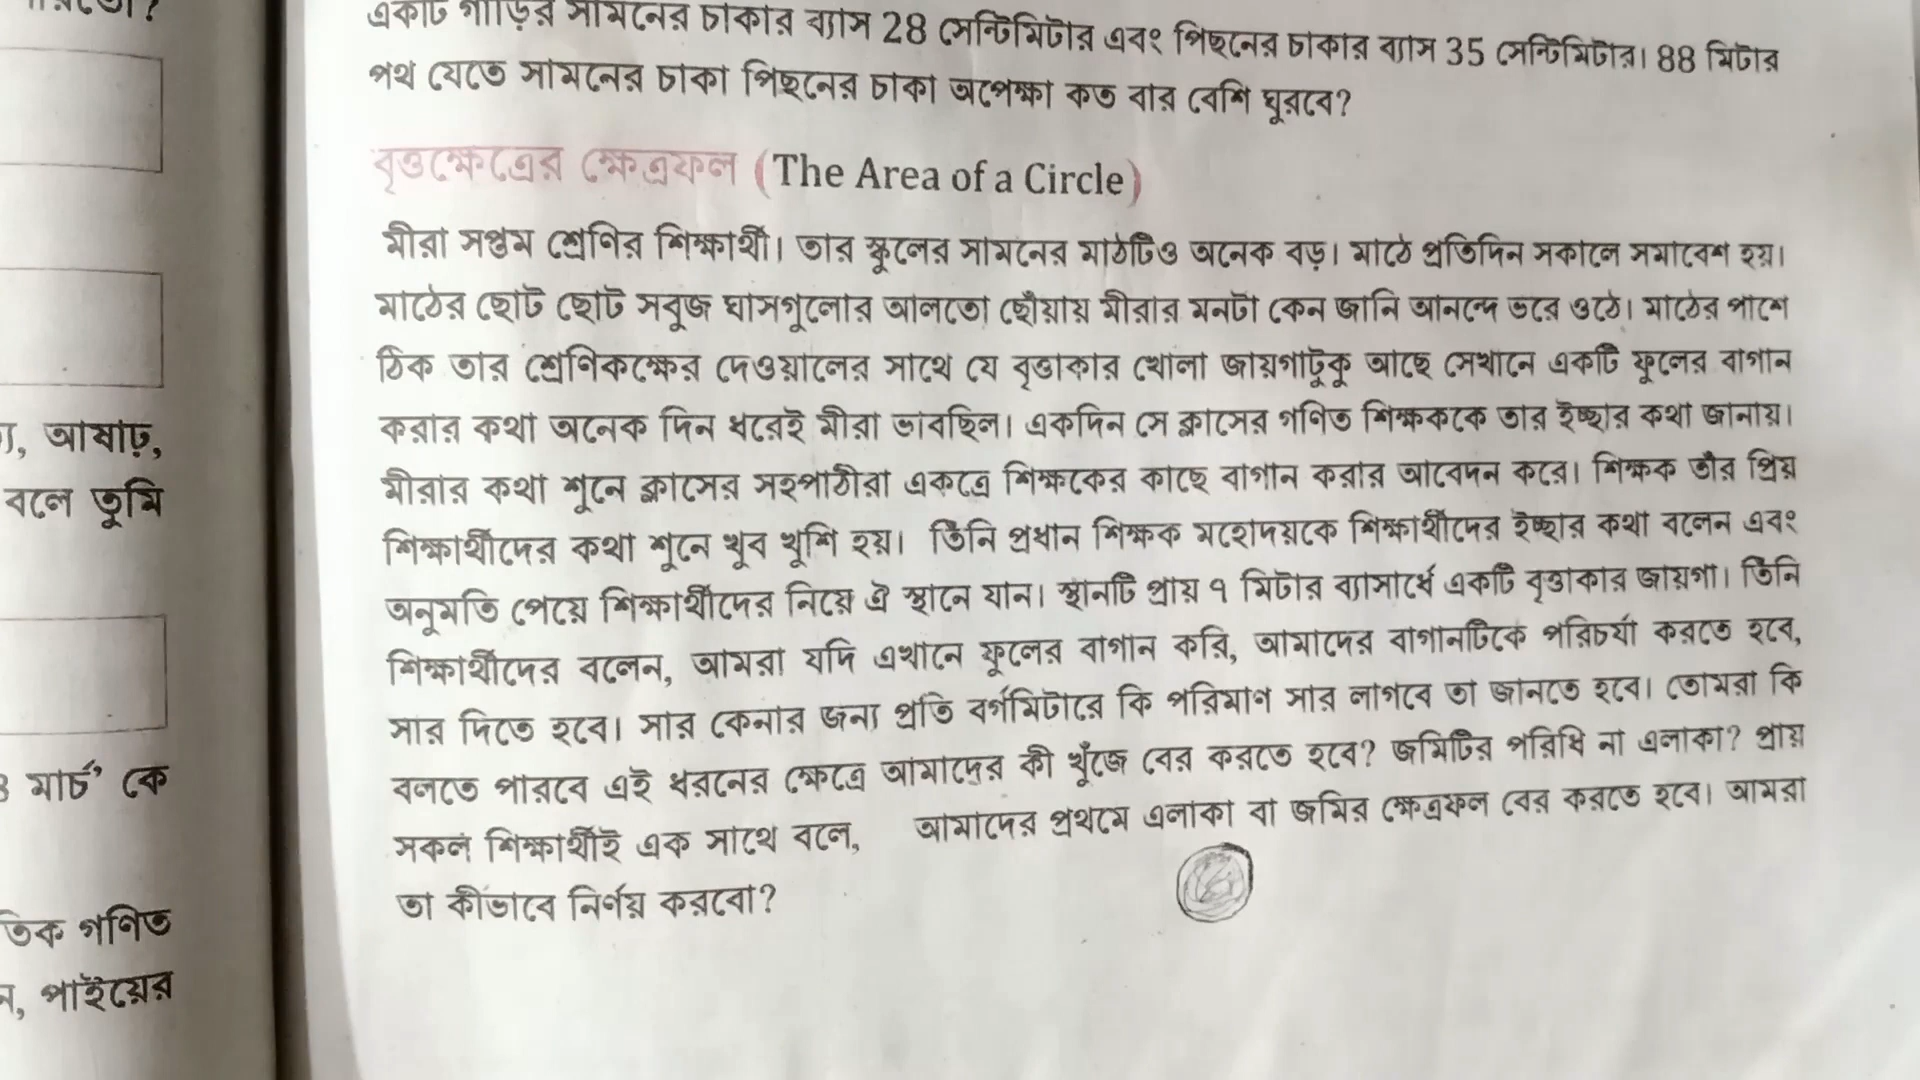 একটি গাড়ির সামনের চাকার ব্যাস 28 সেন্টিমিটার এবং পিছনের চাকার ব্যাস 35 সেন্টিমিটার। 88 মিটার
পথ যেতে সামনের চাকা পিছনের চাকা অপেক্ষা কত বার বেশি ঘুরবে?
বৃত্তক্ষেত্রের ক্ষেত্রফল (The Area of a Circle)
মীরা সপ্তম শ্রেণির শিক্ষার্থী। তার স্কুলের সামনের মাঠটিও অনেক বড়। মাঠে প্রতিদিন সকালে সমাবেশ হয়।
মাঠের ছোট ছোট সবুজ ঘাসগুলোর আলতো ছোঁয়ায় মীরার মনটা কেন জানি আনন্দে ভরে ওঠে। মাঠের পাশে
ঠিক তার শ্রেণিকক্ষের দেওয়ালের সাথে যে বৃত্তাকার খোলা জায়গাটুকু আছে সেখানে একটি ফুলের বাগান
করার কথা অনেক দিন ধরেই মীরা ভাবছিল। একদিন সে ক্লাসের গণিত শিক্ষককে তার ইচ্ছার কথা জানায়।
মীরার কথা শুনে ক্লাসের সহপাঠীরা একত্রে শিক্ষকের কাছে বাগান করার আবেদন করে। শিক্ষক তাঁর প্রিয়
শিক্ষার্থীদের কথা শুনে খুব খুশি হয়। তিনি প্রধান শিক্ষক মহোদয়কে শিক্ষার্থীদের ইচ্ছার কথা বলেন এবং
অনুমতি পেয়ে শিক্ষার্থীদের নিয়ে ঐ স্থানে যান। স্থানটি প্রায় ৭ মিটার ব্যাসার্ধে একটি বৃত্তাকার জায়গা। তিনি
শিক্ষার্থীদের বলেন, আমরা যদি এখানে ফুলের বাগান করি, আমাদের বাগানটিকে পরিচর্যা করতে হবে,
সার দিতে হবে। সার কেনার জন্য প্রতি বর্গমিটারে কি পরিমাণ সার লাগবে তা জানতে হবে। তোমরা কি
বলতে পারবে এই ধরনের ক্ষেত্রে আমাদের কী খুঁজে বের করতে হবে? জমিটির পরিধি না এলাকা? প্রায়
সকল শিক্ষার্থীই এক সাথে বলে, আমাদের প্রথমে এলাকা বা জমির ক্ষেত্রফল বের করতে হবে। আমরা
তা কীভাবে নির্ণয় করবো?
আষাঢ়,
বলে তুমি
মার্চ’ কে
গণিত
পাইয়ের